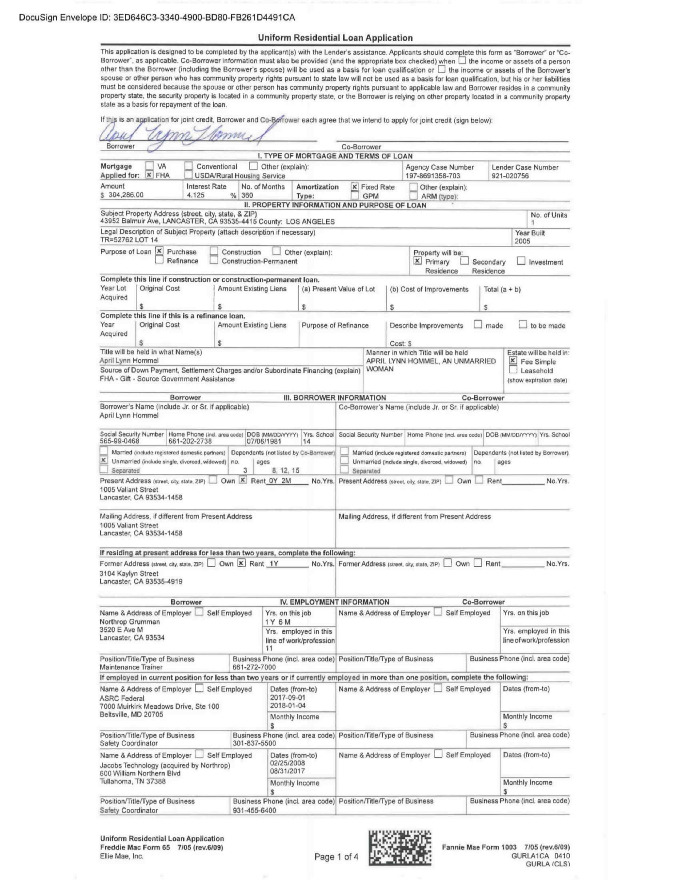 DocuSign Envelope ID: 3ED646C3-3340-4900-BD80-FB261D4491CA
Uniform Residential Loan Application
This application is designed to be completed by the applicant(s) with the Lender's assistance. Applicants should complete this form as "Borrower" or "Co-
Borrower", as applicable. Co-Borrower information must also be provided (and the appropriate box checked) when the income or assets of a person
other than the Borrower (including the Borrower's spouse) will be used as a basis for loan qualification or the income or assets of the Borrower's
spouse or other person who has community property rights pursuant to state law will not be used as a basis for loan qualification, but his or her liabilities
must be considered because the spouse or other person has community property rights pursuant to applicable law and Borrower resides in a community
property state, the security property is located in a community property state, or the Borrower is relying on other property located in a community property
state as a basis for repayment of the loan.
If this is an application for joint credit, Borrower and Co-Borrower each agree that we intend to apply for joint credit (sign below):
April Lynn Hommel
Borrower Co-Borrower
I. TYPE OF MORTGAGE AND TERMS OF LOAN
Mortgage VA Conventional Other (explain): Agency Case Number Lender Case Number
Applied for: x FHA USDA/Rural Housing Service 197-8691358-703 921-020756
Amount Interest Rate No. of Months Amortization x Fixed Rate Other (explain):
$ 304,286.00 4.125 % 360 Type: GPM ARM (type):
II. PROPERTY INFORMATION AND PURPOSE OF LOAN
Subject Property Address (street, city, state, & ZIP) No. of Units
43952 Balmuir Ave, LANCASTER, CA 93535-4415 County: LOS ANGELES 1
Legal Description of Subject Property (attach description if necessary) Year Built
TR=52762 LOT 14 2005
Purpose of Loan x Purchase Construction Other (explain): Property will be:
Refinance Construction-Permanent x Primary Secondary Investment
Residence Residence
Complete this line if construction or construction-permanent loan.
Year Lot Original Cost Amount Existing Liens (a) Present Value of Lot (b) Cost of Improvements Total (a + b)
Acquired
$ $ $ $ $
Complete this line if this is a refinance loan.
Year Original Cost Amount Existing Liens Purpose of Refinance Describe Improvements made to be made
Acquired
$ $ Cost: $
Title will be held in what Name(s) Manner in which Title will be held Estate will be held in:
April Lynn Hommel APRIL LYNN HOMMEL, AN UNMARRIED x Fee Simple
Source of Down Payment, Settlement Charges and/or Subordinate Financing (explain) WOMAN Leasehold
FHA - Gift - Source Government Assistance (show expiration date)
Borrower III. BORROWER INFORMATION Co-Borrower
Borrower's Name (include Jr. or Sr. if applicable) Co-Borrower's Name (include Jr. or Sr. if applicable)
April Lynn Hommel
Social Security Number Home Phone (incl. area code) DOB (MM/DD/YYYY) Yrs. School Social Security Number Home Phone (incl. area code) DOB (MM/DD/YYYY) Yrs. School
565-99-0468 661-202-2738 07/06/1981 14
Married (include registered domestic partners) Dependents (not listed by Co-Borrower) Married (include registered domestic partners) Dependents (not listed by Borrower)
x Unmarried (include single, divorced, widowed) no. ages Unmarried (include single, divorced, widowed) no. ages
Separated 3 8, 12, 15 Separated
Present Address (street, city, state, ZIP) Own x Rent 0Y 2M No.Yrs. Present Address (street, city, state, ZIP) Own Rent No.Yrs.
1005 Valiant Street
Lancaster, CA 93534-1458
Mailing Address, if different from Present Address Mailing Address, if different from Present Address
1005 Valiant Street
Lancaster, CA 93534-1458
If residing at present address for less than two years, complete the following:
Former Address (street, city, state, ZIP) Own x Rent 1Y No.Yrs. Former Address (street, city, state, ZIP) Own Rent No.Yrs.
3104 Kaylyn Street
Lancaster, CA 93535-4919
Borrower IV. EMPLOYMENT INFORMATION Co-Borrower
Name & Address of Employer Self Employed Yrs. on this job Name & Address of Employer Self Employed Yrs. on this job
Northrop Grumman 1Y 6M
3520 E Ave M Yrs. employed in this Yrs. employed in this
Lancaster, CA 93534 line of work/profession line of work/profession
11
Position/Title/Type of Business Business Phone (incl. area code) Position/Title/Type of Business Business Phone (incl. area code)
Maintenance Trainer 661-272-7000
If employed in current position for less than two years or if currently employed in more than one position, complete the following:
Name & Address of Employer Self Employed Dates (from-to) Name & Address of Employer Self Employed Dates (from-to)
ASRC Federal 2017-09-01
7000 Muirkirk Meadows Drive, Ste 100 2018-01-04
Beltsville, MD 20705 Monthly Income Monthly Income
$ $
Position/Title/Type of Business Business Phone (incl. area code) Position/Title/Type of Business Business Phone (incl. area code)
Safety Coordinator 301-837-5500
Name & Address of Employer Self Employed Dates (from-to) Name & Address of Employer Self Employed Dates (from-to)
Jacobs Technology (acquired by Northrop) 02/25/2008
600 William Northern Blvd 08/31/2017
Tullahoma, TN 37388 Monthly Income Monthly Income
$ $
Position/Title/Type of Business Business Phone (incl. area code) Position/Title/Type of Business Business Phone (incl. area code)
Safety Coordinator 931-455-6400
Uniform Residential Loan Application
Freddie Mac Form 65 7/05 (rev.6/09) Fannie Mae Form 1003 7/05 (rev.6/09)
Ellie Mae, Inc. Page 1 of 4 GURLA1CA 0410
GURLA (CLS)